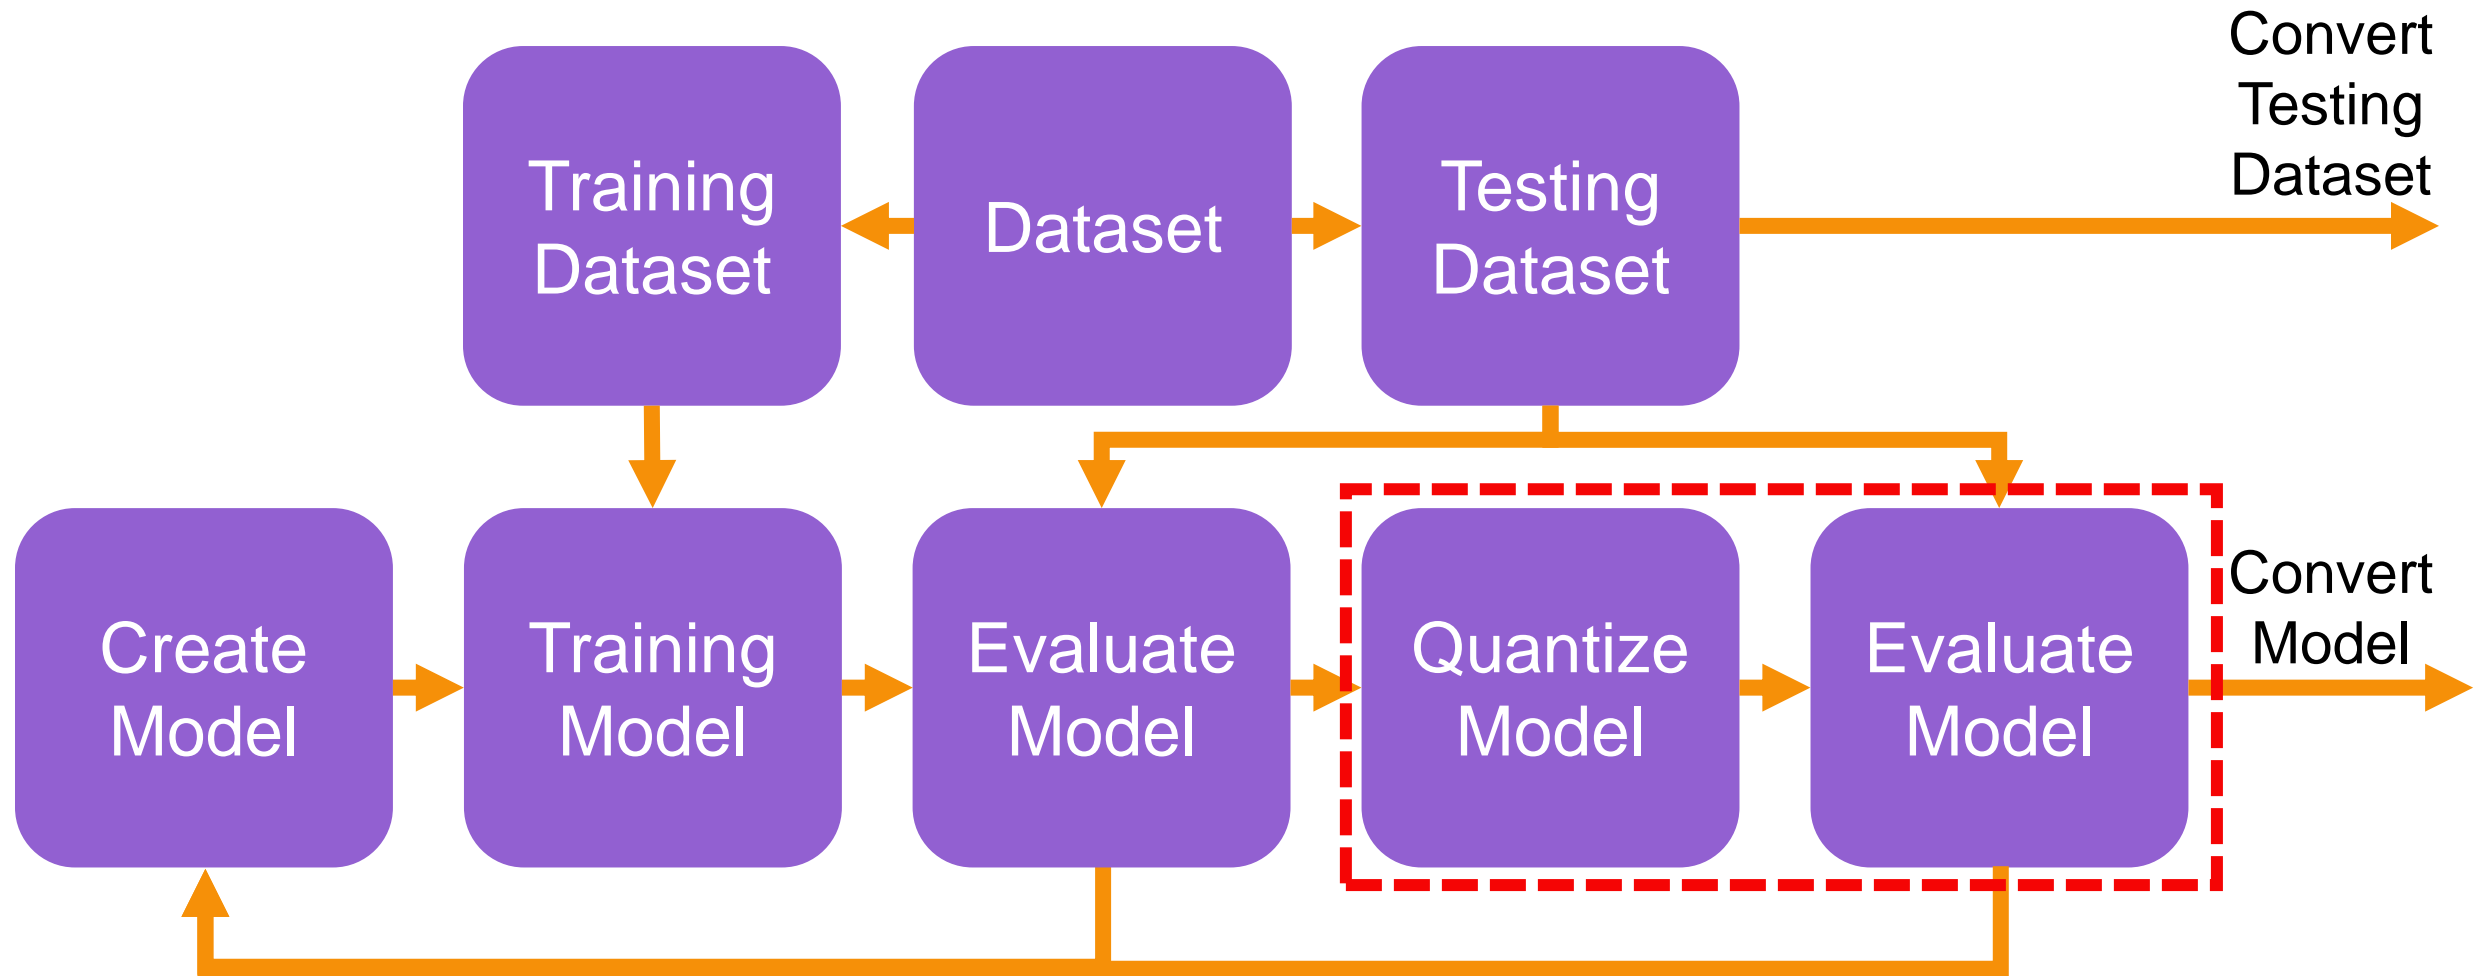 Convert
Testing
Dataset
Training
Dataset
Dataset
Testing
Dataset
Convert
Model
Create
Model
Training
Model
Evaluate
Model
Quantize
Model
Evaluate
Model